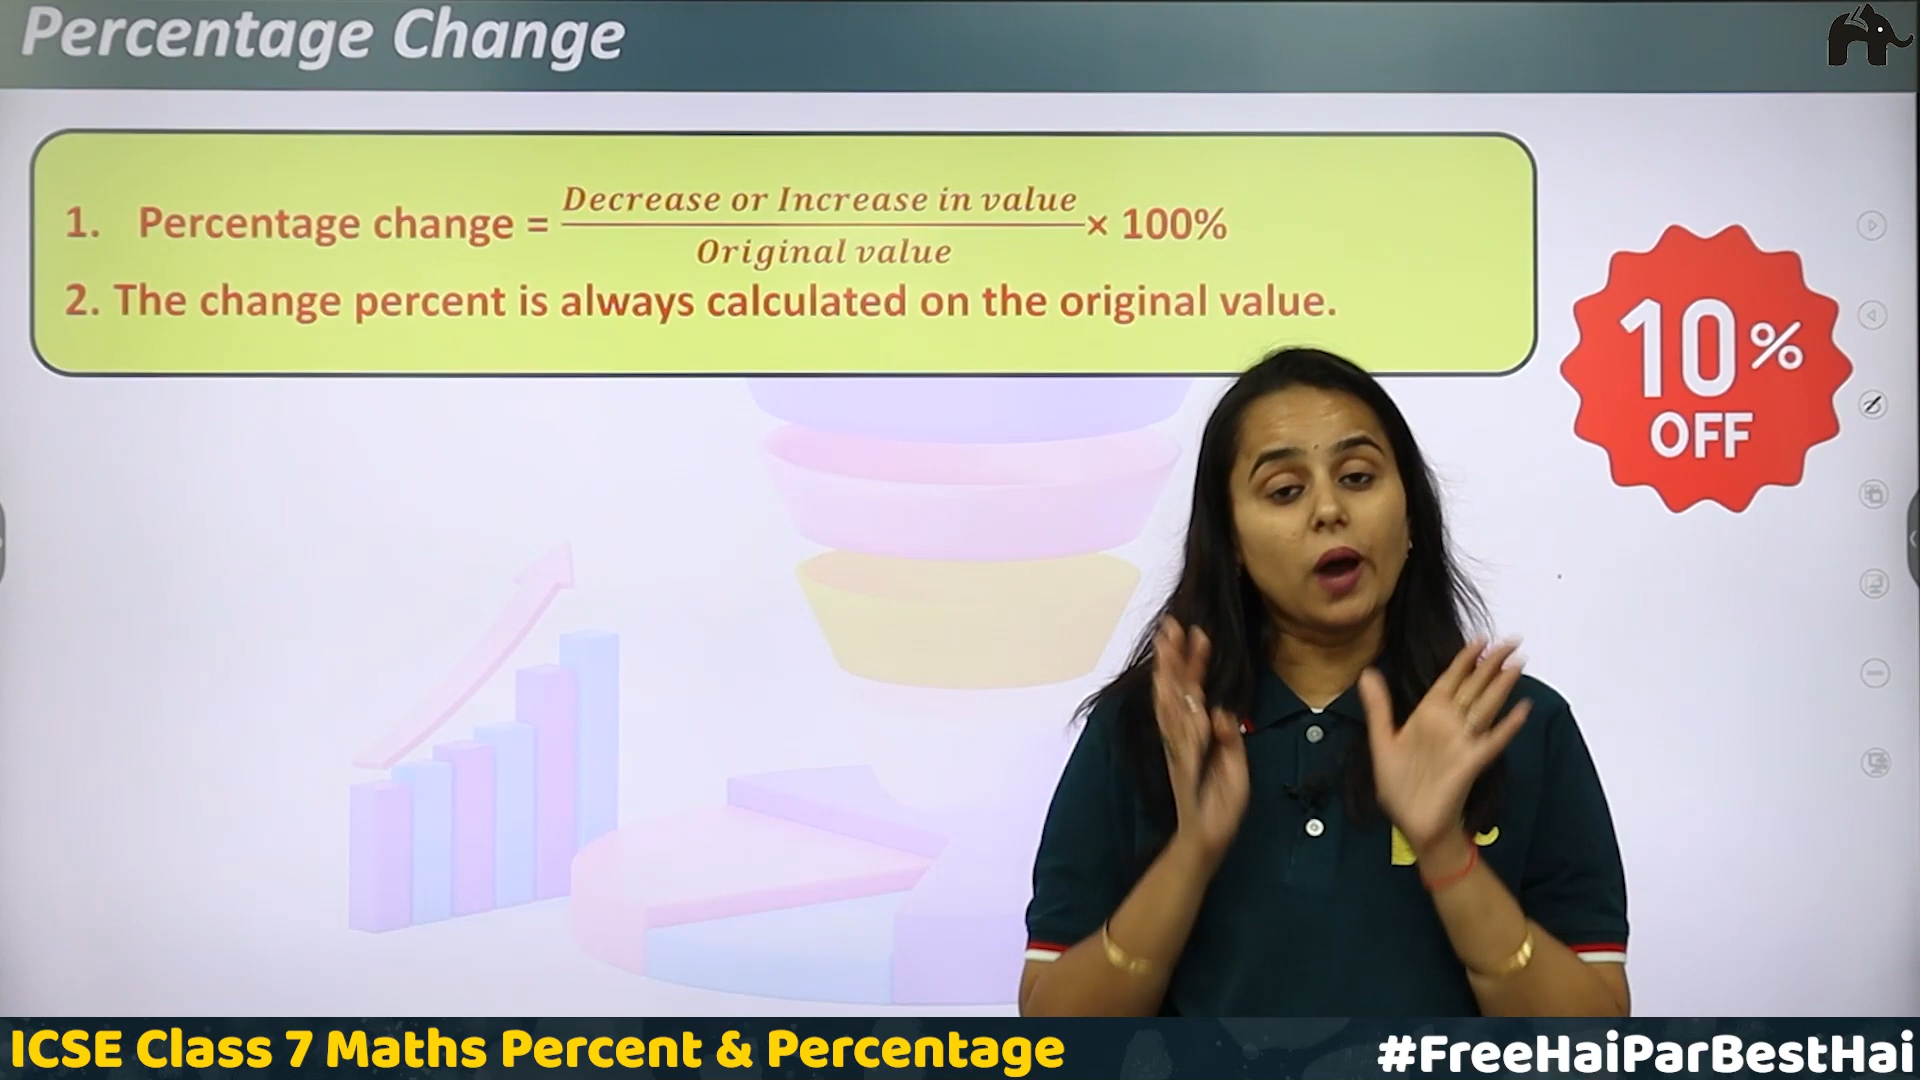 Percentage Change
1. Percentage change = Decrease or Increase in value / Original value × 100%
2. The change percent is always calculated on the original value.
10%
OFF
ICSE Class 7 Maths Percent & Percentage
#FreeHaiParBestHai